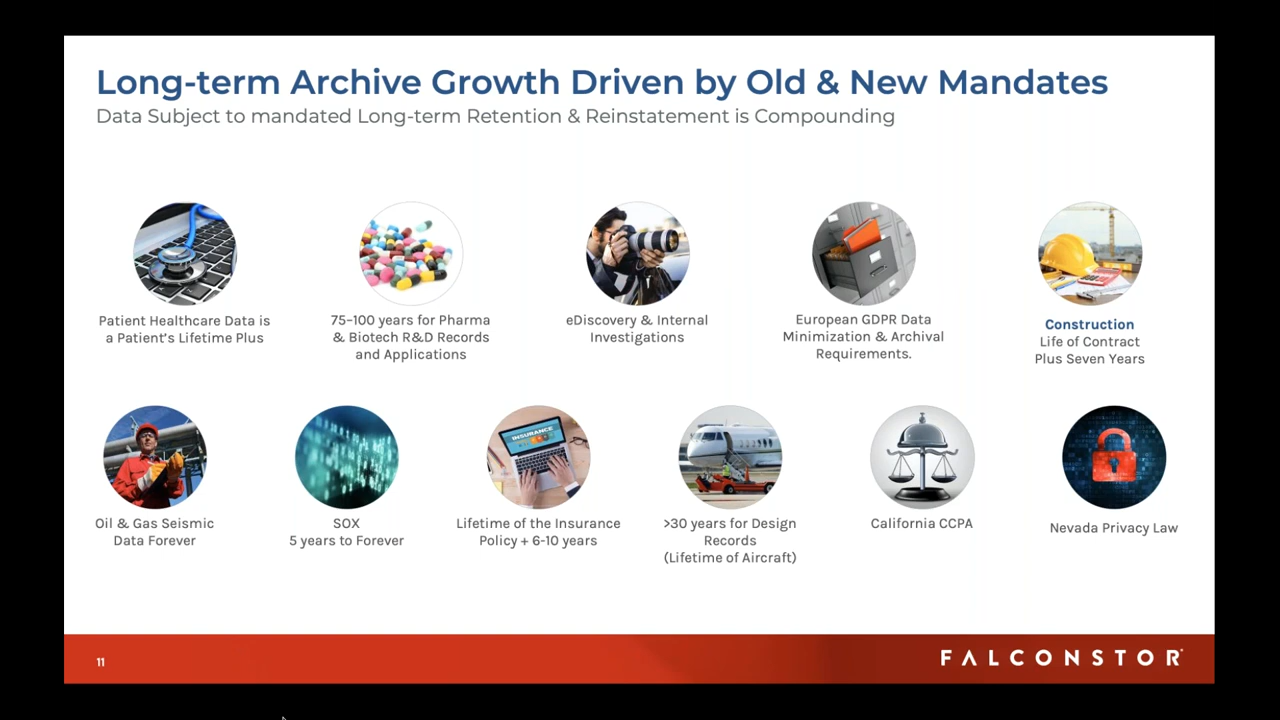 Long-term Archive Growth Driven by Old & New Mandates
Data Subject to mandated Long-term Retention & Reinstatement is Compounding
Patient Healthcare Data is
a Patient's Lifetime Plus
75–100 years for Pharma
& Biotech R&D Records
and Applications
eDiscovery & Internal
Investigations
European GDPR Data
Minimization & Archival
Requirements.
Construction
Life of Contract
Plus Seven Years
INSURANCE
Oil & Gas Seismic
Data Forever
SOX
5 years to Forever
Lifetime of the Insurance
Policy + 6-10 years
>30 years for Design
Records
(Lifetime of Aircraft)
California CCPA
Nevada Privacy Law
11
FALCONSTOR